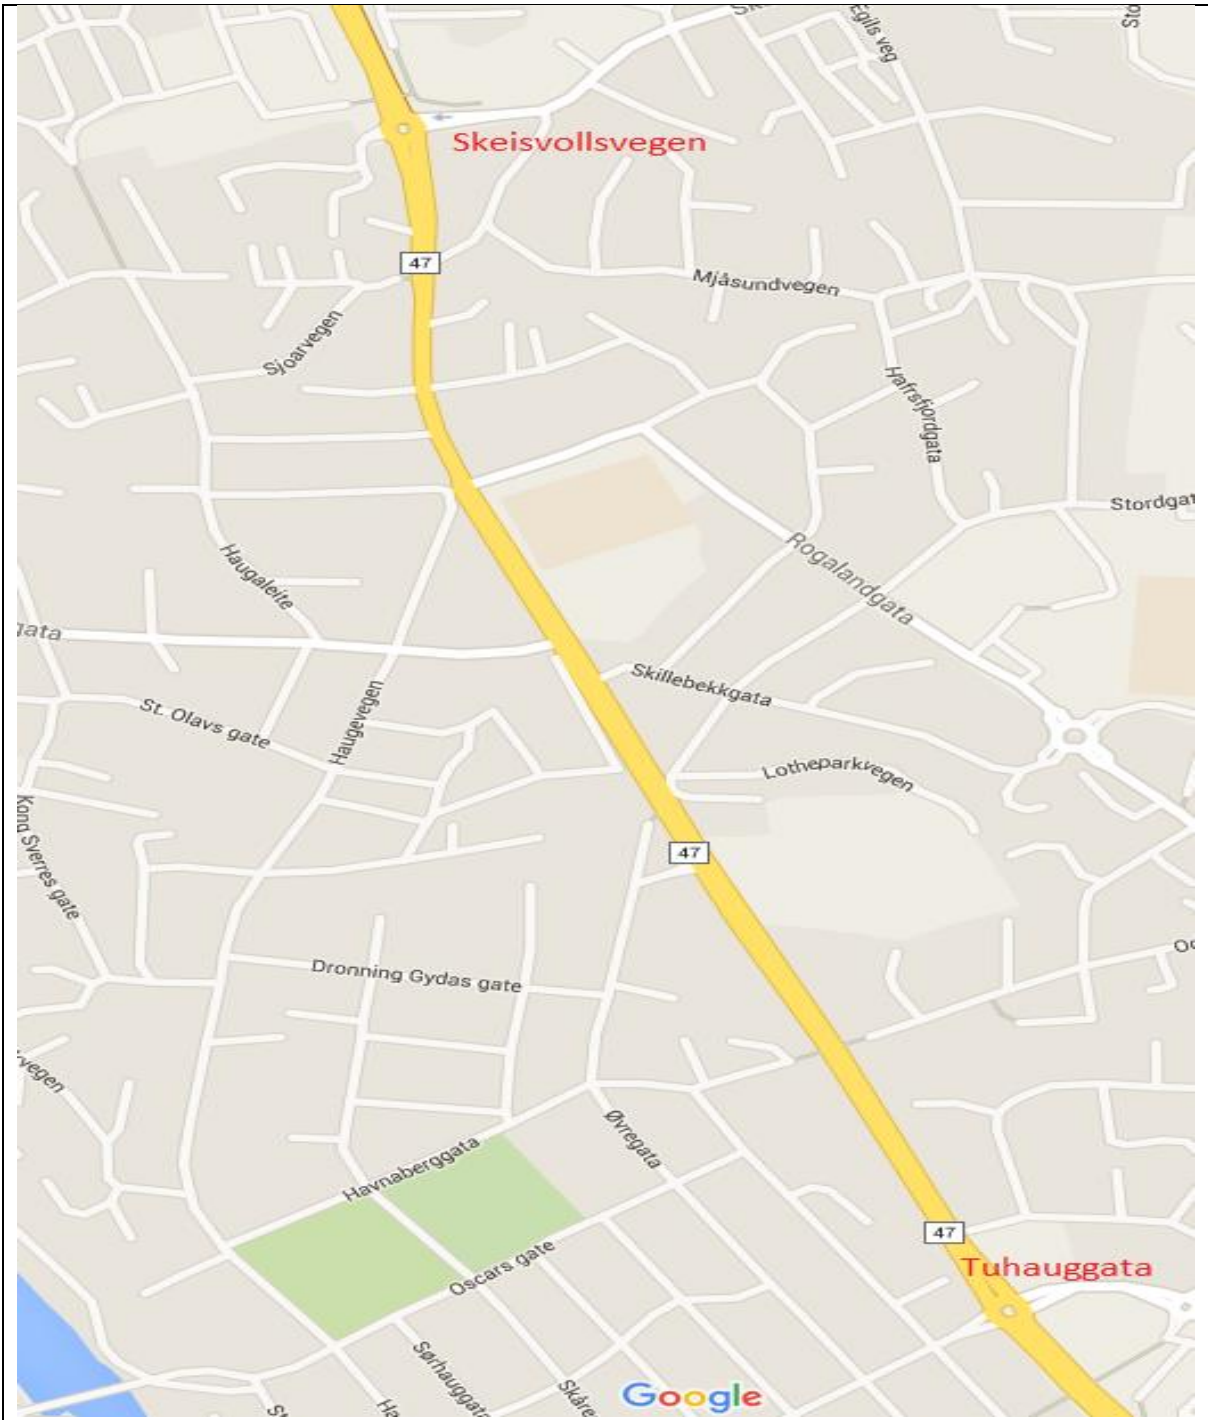 Egils veg
Skeisvollsvegen
47
Mjåsundvegen
Sjoarvegen
Hafrsfjordgata
Stordgat
Rogalandgata
Haugaleite
gata
Skillebekkgata
St. Olavs gate
Haugevegen
Lotheparkvegen
Kong Sverres gate
47
Dronning Gydas gate
Øvregata
Havnaberggata
47
Tuhauggata
Oscars gate
Sørhauggata
Skåre
Google